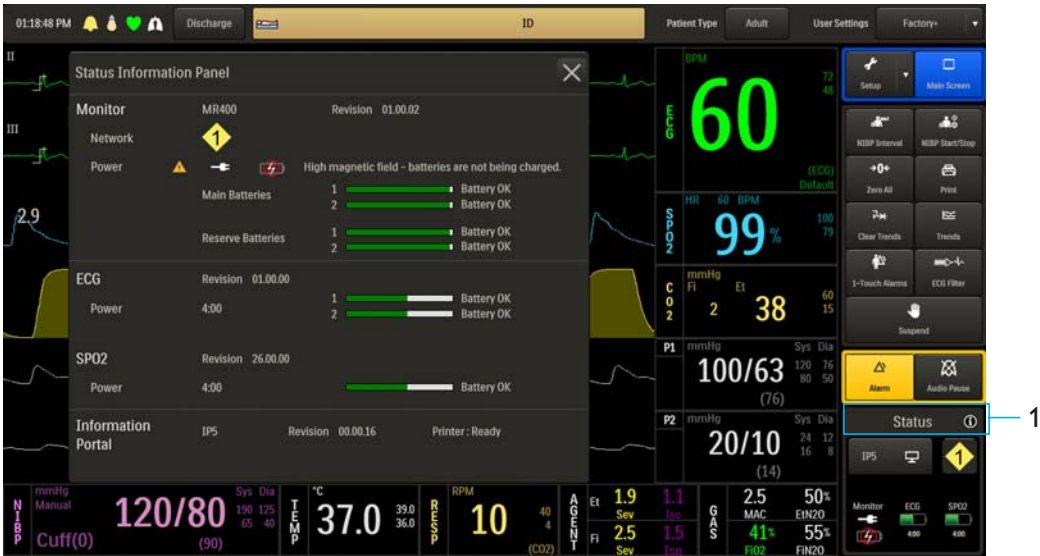 01:18:48 PM
Discharge
ID
Patient Type
Adult
User Settings
Factory*
II
III
2.9
Status Information Panel
Monitor MR400 Revision 01.00.02
Network 1
Power High magnetic field - batteries are not being charged.
Main Batteries
1 Battery OK
2 Battery OK
Reserve Batteries
1 Battery OK
2 Battery OK
ECG Revision 01.00.00
Power 4:00
1 Battery OK
2 Battery OK
SPO2 Revision 26.00.00
Power 4:00 Battery OK
Information Portal IP5 Revision 00.00.16 Printer : Ready
ECG
BPM
60
72
48
(ECG)
Default
SPO2
HR 60 BPM
99 %
100
79
CO2
mmHg
Fi Et
2 38
60
15
P1 mmHg Sys Dia
100/63 120 76
80 50
(76)
P2 mmHg Sys Dia
20/10 24 12
16 8
(14)
Setup
Main Screen
NIBP Interval
NIBP Start/Stop
Zero All
Print
Clear Trends
Trends
1-Touch Alarms
ECG Filter
Suspend
Alarm
Audio Pause
Status
1
IP5
1
Monitor ECG SPO2
4:00 4:00
NIBP
mmHg
Manual
120/80
Sys Dia
190 125
65 40
Cuff(0)
(90)
TEMP
°C
37.0
39.0
36.0
RESP
RPM
10
40
4
(CO2)
AGENT
Et 1.9 1.1
Sev Iso
Fi 2.5 1.5
Sev Iso
GAS
2.5 50%
MAC EtN20
41% 55%
FiO2 FiN20